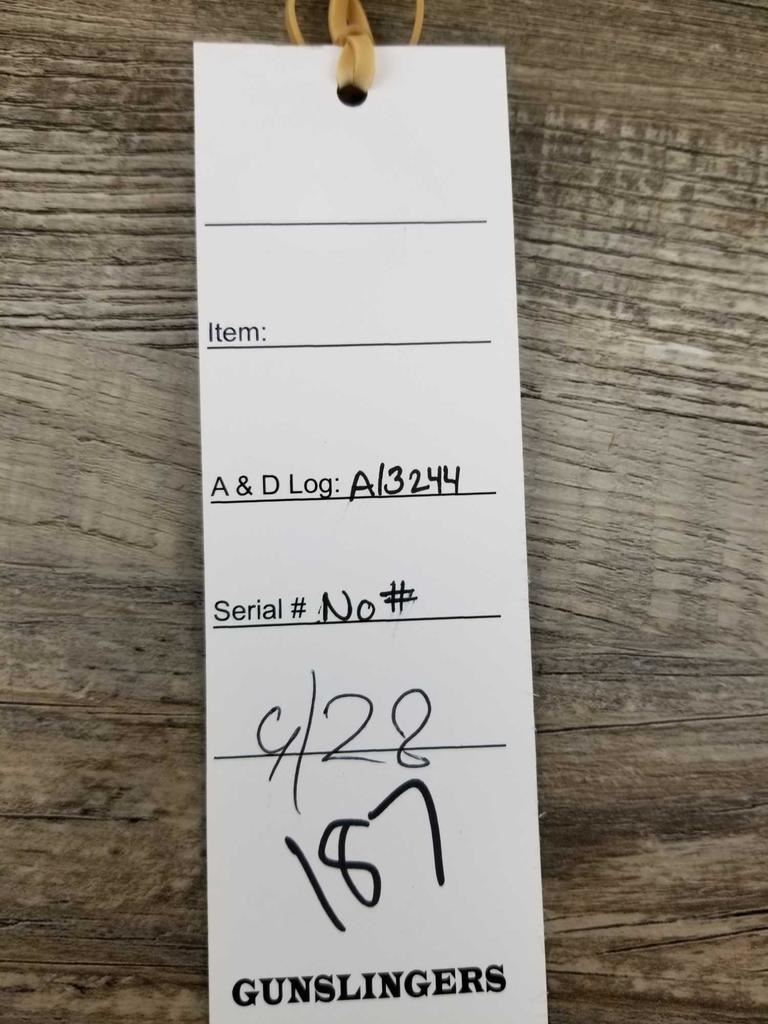 Item:
A & D Log: A13244
Serial # No#
9/28
187
GUNSLINGERS